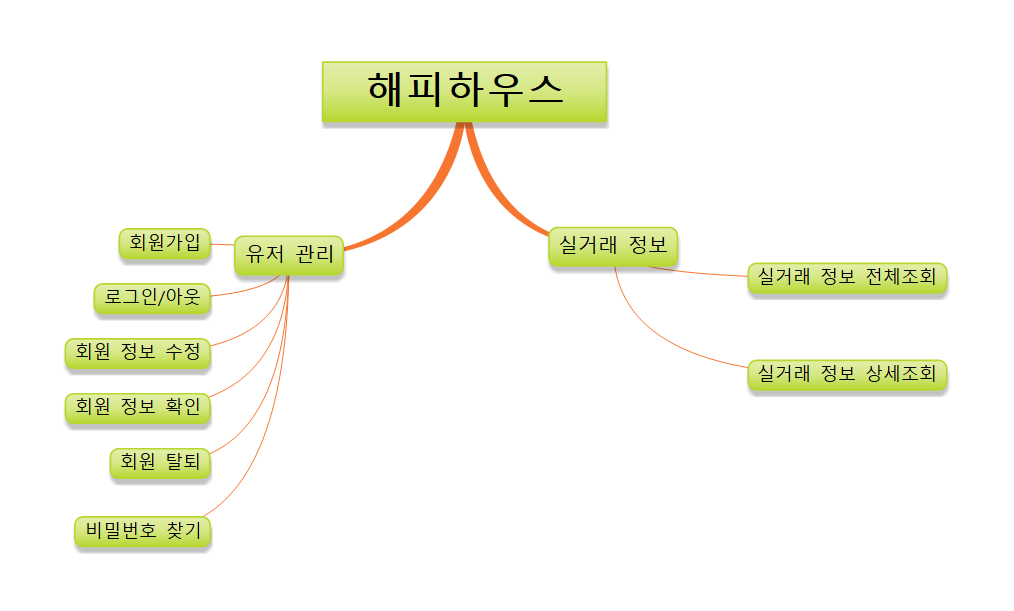 해피하우스
유저 관리
회원가입
로그인/아웃
회원 정보 수정
회원 정보 확인
회원 탈퇴
비밀번호 찾기
실거래 정보
실거래 정보 전체조회
실거래 정보 상세조회